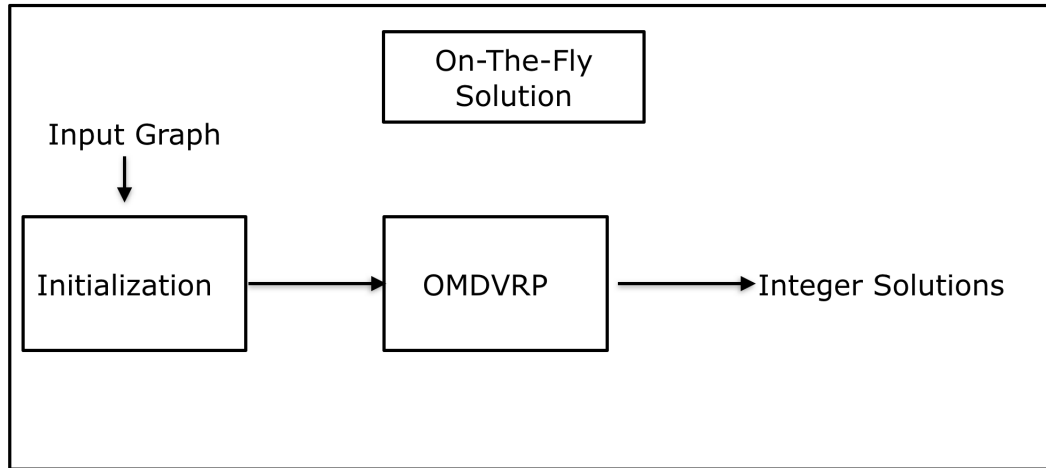 On-The-Fly
Solution
Input Graph
Initialization
OMDVRP
Integer Solutions